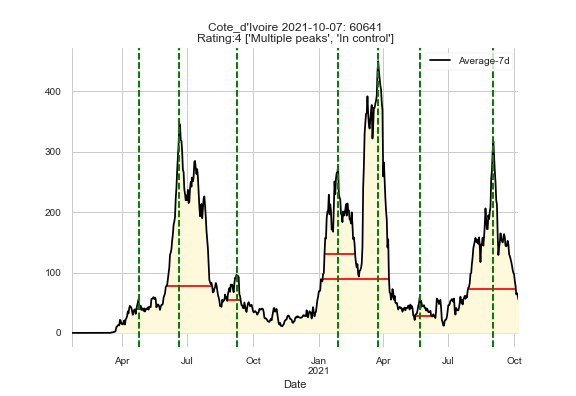 Cote_d'Ivoire 2021-10-07: 60641
Rating:4 ['Multiple peaks', 'In control']
Average-7d
400
300
200
100
0
Apr Jul Oct Jan Apr Jul Oct
2021
Date